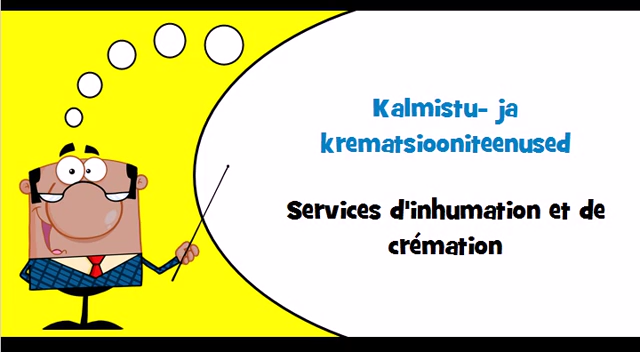 Kalmistu- ja
krematsiooniteenused
Services d'inhumation et de
crémation